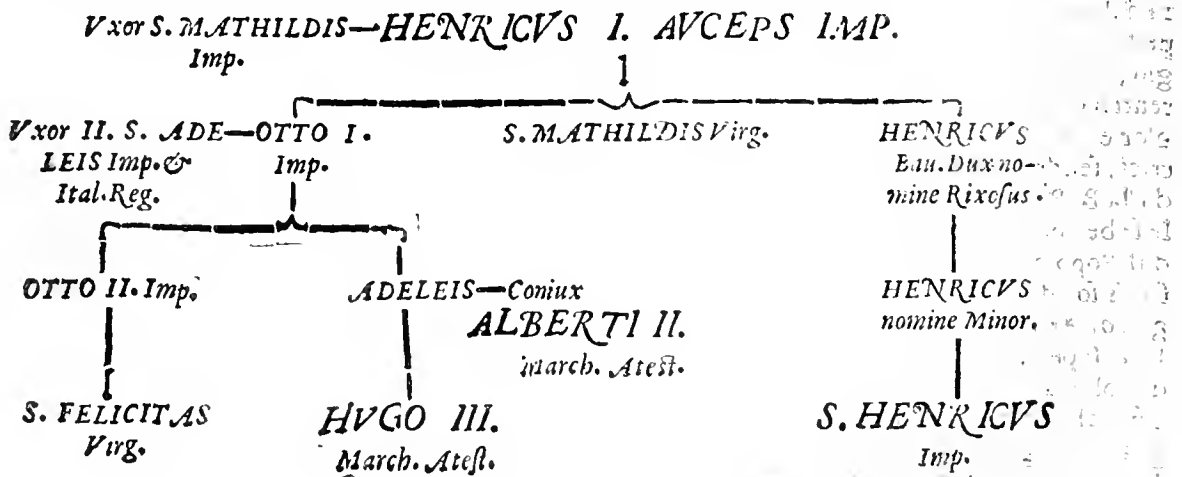 Vxor S. MATHILDIS—HENRICVS I. AVCEPS IMP.
Imp.
Vxor II. S. ADE—OTTO I.
LEIS Imp. &
Ital. Reg.
Imp.
S. MATHILDIS Virg.
HENRICVS
Bau. Dux no-
mine Rixoſus.
OTTO II. Imp.
ADELEIS—Coniux
ALBERTI II.
March. Ateſt.
HENRICVS
nomine Minor.
S. FELICITAS
Virg.
HVGO III.
March. Ateſt.
S. HENRICVS
Imp.